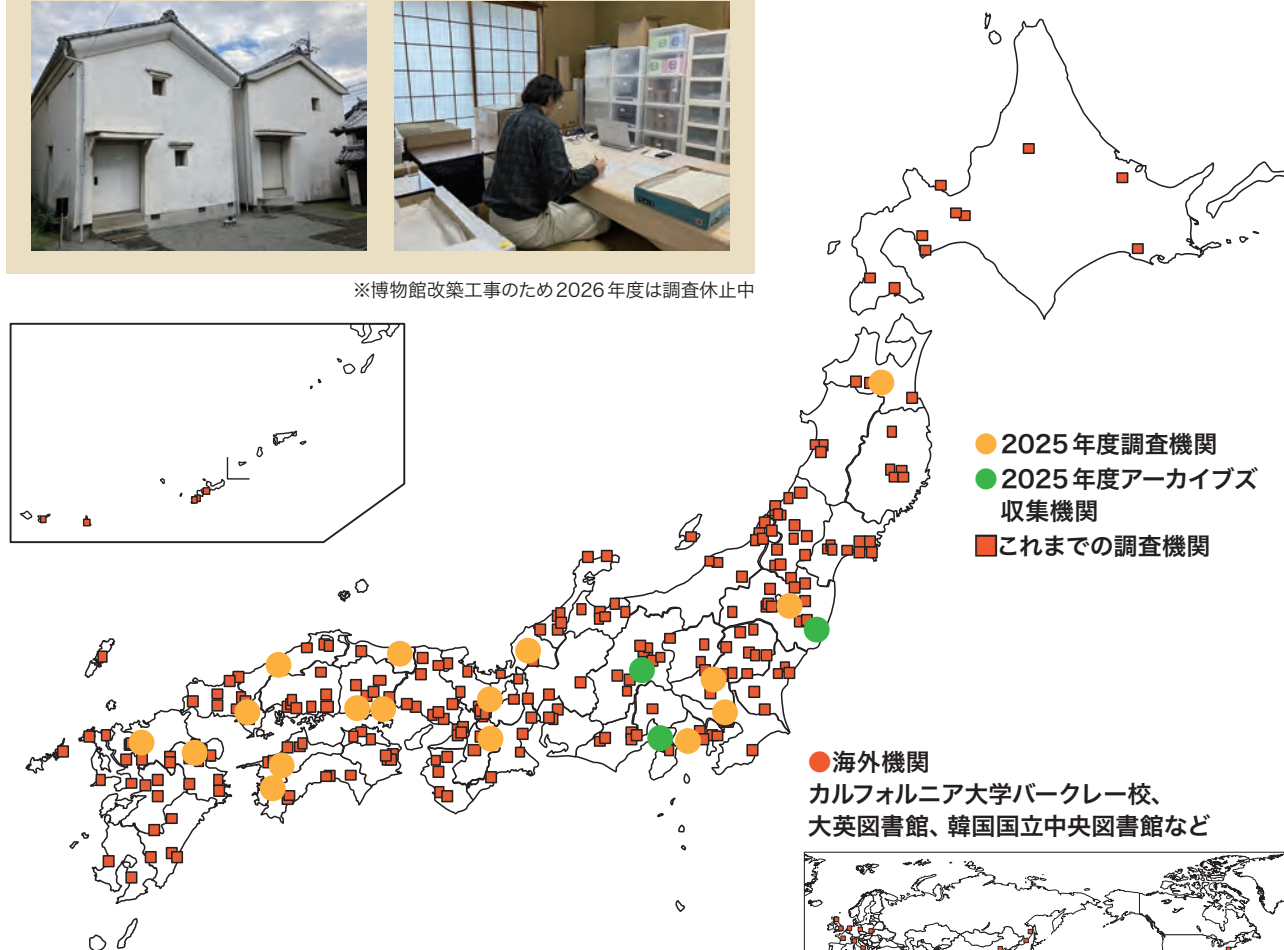 ※博物館改築工事のため2026年度は調査休止中
2025年度調査機関
2025年度アーカイブズ
収集機関
これまでの調査機関
海外機関
カルフォルニア大学バークレー校、
大英図書館、韓国国立中央図書館など